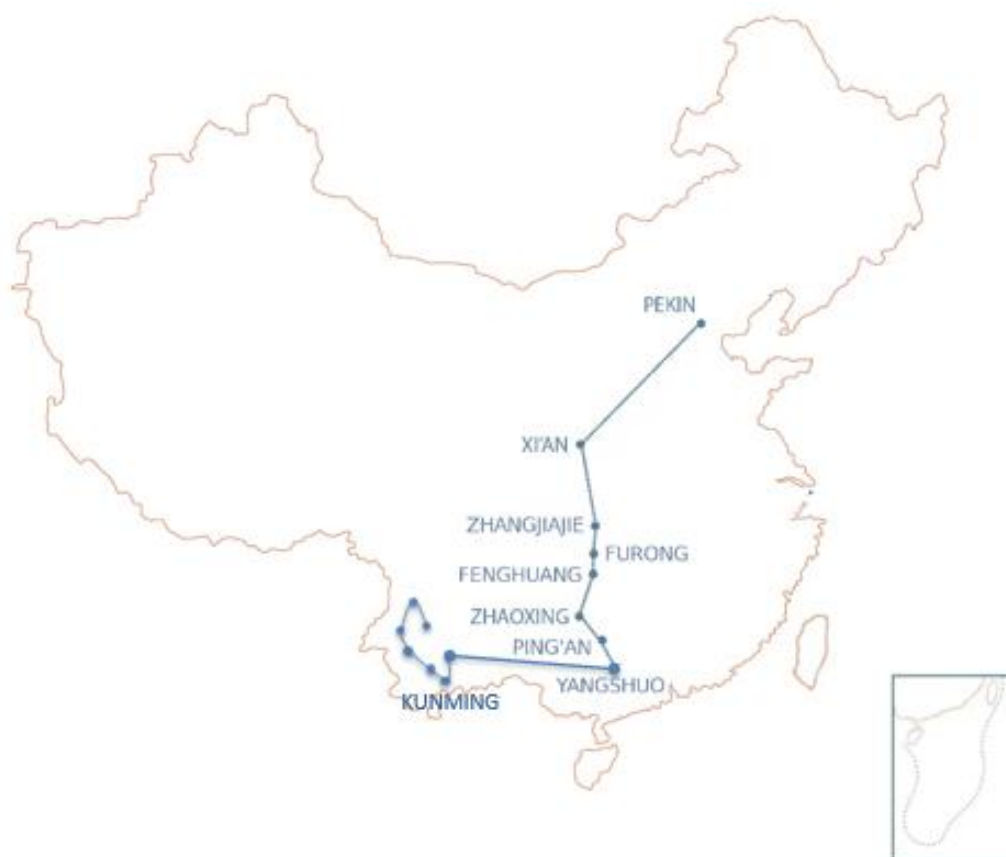 PEKIN
XI'AN
ZHANGJIAJIE
FURONG
FENGHUANG
ZHAOXING
PING'AN
YANGSHUO
KUNMING